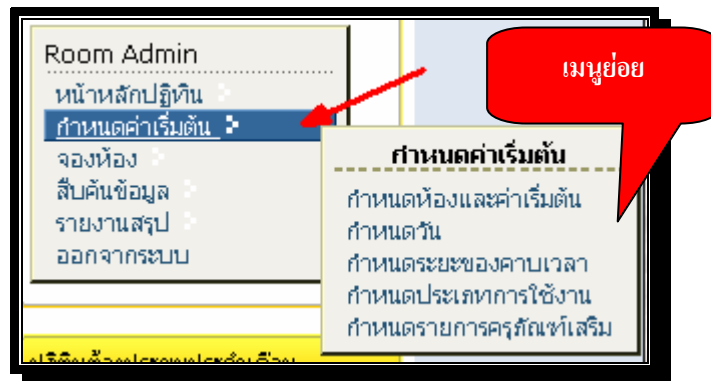 Room Admin
หน้าหลักปฏิทิน
กำหนดค่าเริ่มต้น
จองห้อง
สืบค้นข้อมูล
รายงานสรุป
ออกจากระบบ
เมนูย่อย
กำหนดค่าเริ่มต้น
กำหนดห้องและค่าเริ่มต้น
กำหนดวัน
กำหนดระยะของคาบเวลา
กำหนดประเภทการใช้งาน
กำหนดรายการครุภัณฑ์เสริม